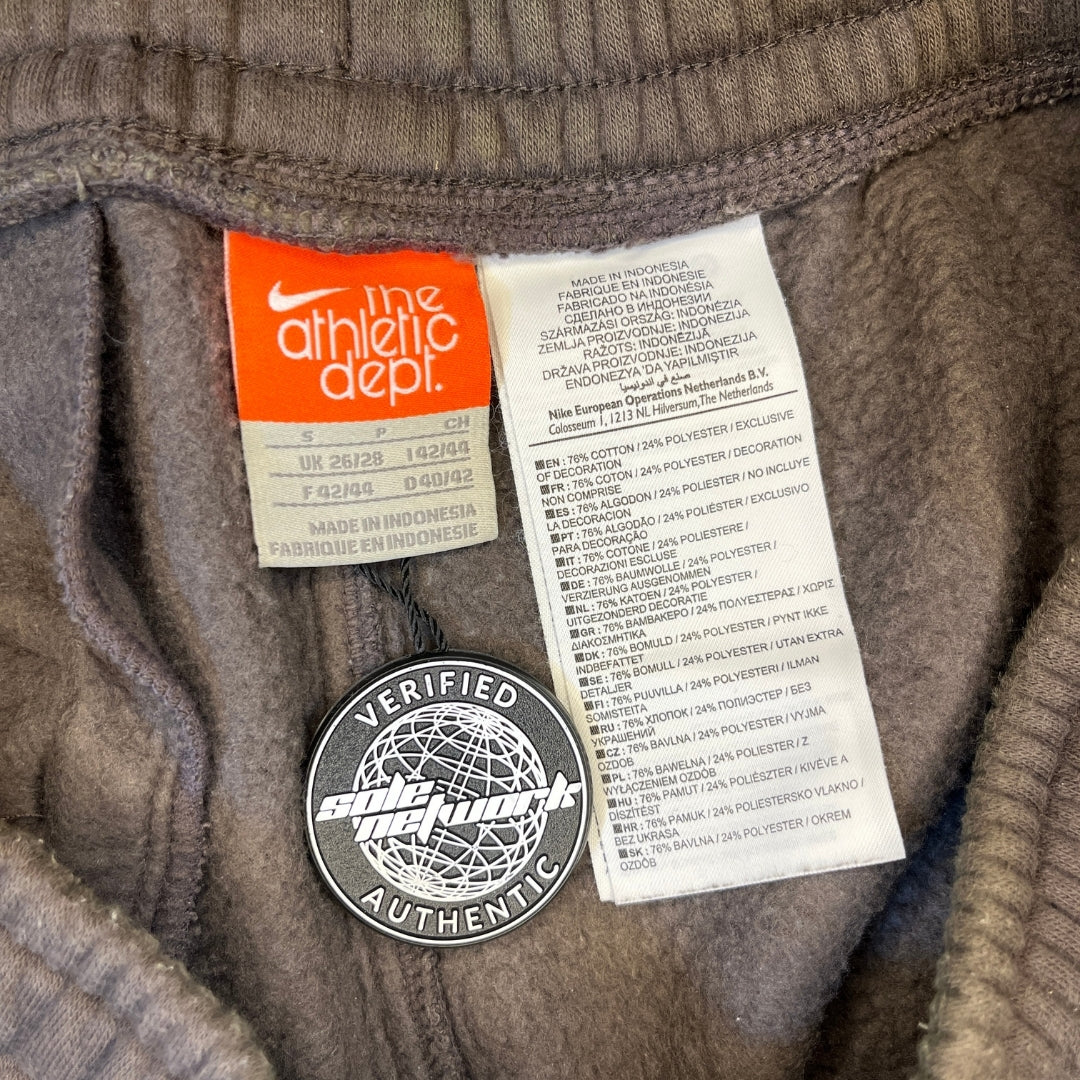 The
athletic
dept.
S P CH
UK 26/28 I 42/44
F 42/44 D 40/42
MADE IN INDONESIA
FABRIQUE EN INDONESIE
MADE IN INDONESIA
FABRIQUE EN INDONESIE
FABRICADO NA INDONÉSIA
СДЕЛАНО В ИНДОНЕЗИИ
SZÁRMAZÁSI ORSZÁG: INDONÉZIA
ZEMLJA PROIZVODNJE: INDONEZIJA
RAŽOTS: INDONĒZIJĀ
DRŽAVA PROIZVODNJE: INDONEZIJA
ENDONEZYA 'DA YAPILMIŞTIR
صنع في اندونيسيا
Nike European Operations Netherlands B.V.
Colosseum 1, 1213 NL Hilversum, The Netherlands
EN : 76% COTTON / 24% POLYESTER / EXCLUSIVE
OF DECORATION
FR : 76% COTON / 24% POLYESTER / DECORATION
NON COMPRISE
ES : 76% ALGODON / 24% POLIESTER / NO INCLUYE
LA DECORACION
PT : 76% ALGODÃO / 24% POLIÉSTER / EXCLUSIVO
PARA DECORAÇÃO
IT : 76% COTONE / 24% POLIESTERE /
DECORAZIONI ESCLUSE
DE : 76% BAUMWOLLE / 24% POLYESTER /
VERZIERUNG AUSGENOMMEN
NL : 76% KATOEN / 24% POLYESTER /
UITGEZONDERD DECORATIE
GR : 76% ΒΑΜΒΑΚΕΡΟ / 24% ΠΟΛΥΕΣΤΕΡΑΣ / ΧΩΡΙΣ
ΔΙΑΚΟΣΜΗΤΙΚΑ
DK : 76% BOMULD / 24% POLYESTER / PYNT IKKE
INDBEFATTET
SE : 76% BOMULL / 24% POLYESTER / UTAN EXTRA
DETALJER
FI : 76% PUUVILLA / 24% POLYESTERI / ILMAN
SOMISTEITA
RU : 76% ХЛОПОК / 24% ПОЛИЭСТЕР / БЕЗ
УКРАШЕНИЙ
CZ : 76% BAVLNA / 24% POLYESTER / VYJMA
OZDOB
PL : 76% BAWEŁNA / 24% POLYESTER / Z
WYŁĄCZENIEM OZDÓB
HU : 76% PAMUT / 24% POLIÉSZTER / KIVÉVE A
DÍSZÍTÉST
HR : 76% PAMUK / 24% POLIESTERSKO VLAKNO /
BEZ UKRASA
SK : 76% BAVLNA / 24% POLYESTER / OKREM
OZDÔB
VERIFIED
sole
network
AUTHENTIC